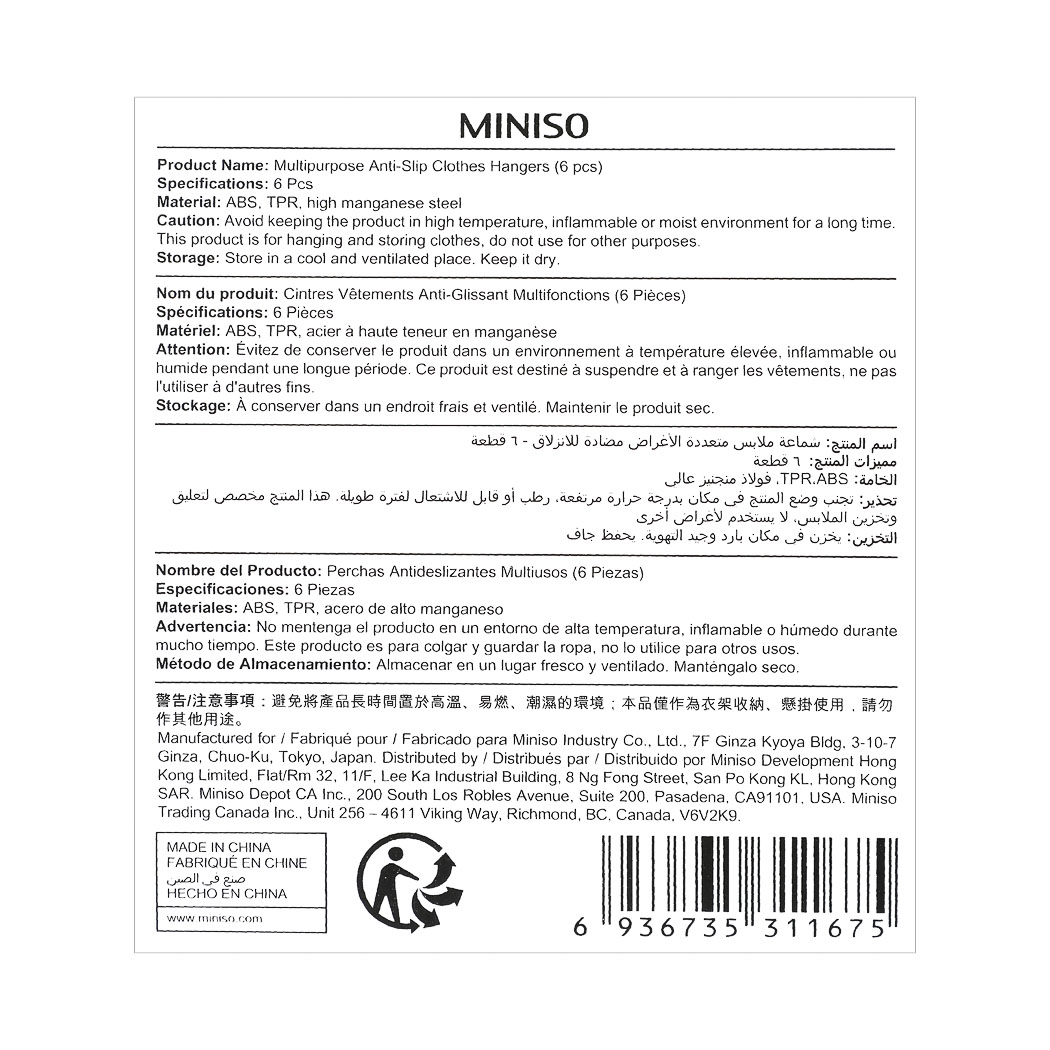 MINISO
Product Name: Multipurpose Anti-Slip Clothes Hangers (6 pcs)
Specifications: 6 Pcs
Material: ABS, TPR, high manganese steel
Caution: Avoid keeping the product in high temperature, inflammable or moist environment for a long time.
This product is for hanging and storing clothes, do not use for other purposes.
Storage: Store in a cool and ventilated place. Keep it dry.
Nom du produit: Cintres Vêtements Anti-Glissant Multifonctions (6 Pièces)
Spécifications: 6 Pièces
Matériel: ABS, TPR, acier à haute teneur en manganèse
Attention: Évitez de conserver le produit dans un environnement à température élevée, inflammable ou
humide pendant une longue période. Ce produit est destiné à suspendre et à ranger les vêtements, ne pas
l'utiliser à d'autres fins.
Stockage: À conserver dans un endroit frais et ventilé. Maintenir le produit sec.
اسم المنتج: شماعة ملابس متعددة الأغراض مضادة للانزلاق - ٦ قطعة
مميزات المنتج: ٦ قطعة
الخامة: TPR،ABS، فولاذ منجنيز عالى
تحذير: تجنب وضع المنتج في مكان بدرجة حرارة مرتفعة، رطب أو قابل للاشتعال لفترة طويلة. هذا المنتج مخصص لتعليق
وتخزين الملابس، لا يستخدم لأغراض أخرى
التخزين: يخزن في مكان بارد وجيد التهوية. يحفظ جاف
Nombre del Producto: Perchas Antideslizantes Multiusos (6 Piezas)
Especificaciones: 6 Piezas
Materiales: ABS, TPR, acero de alto manganeso
Advertencia: No mentenga el producto en un entorno de alta temperatura, inflamable o húmedo durante
mucho tiempo. Este producto es para colgar y guardar la ropa, no lo utilice para otros usos.
Método de Almacenamiento: Almacenar en un lugar fresco y ventilado. Manténgalo seco.
警告/注意事項：避免將產品長時間置於高溫、易燃、潮濕的環境；本品僅作為衣架收納、懸掛使用，請勿
作其他用途。
Manufactured for / Fabriqué pour / Fabricado para Miniso Industry Co., Ltd., 7F Ginza Kyoya Bldg, 3-10-7
Ginza, Chuo-Ku, Tokyo, Japan. Distributed by / Distribués par / Distribuido por Miniso Development Hong
Kong Limited, Flat/Rm 32, 11/F, Lee Ka Industrial Building, 8 Ng Fong Street, San Po Kong KL, Hong Kong
SAR. Miniso Depot CA Inc., 200 South Los Robles Avenue, Suite 200, Pasadena, CA91101, USA. Miniso
Trading Canada Inc., Unit 256 – 4611 Viking Way, Richmond, BC, Canada, V6V2K9.
MADE IN CHINA
FABRIQUÉ EN CHINE
صنع في الصين
HECHO EN CHINA
www.miniso.com
6 936735 311675